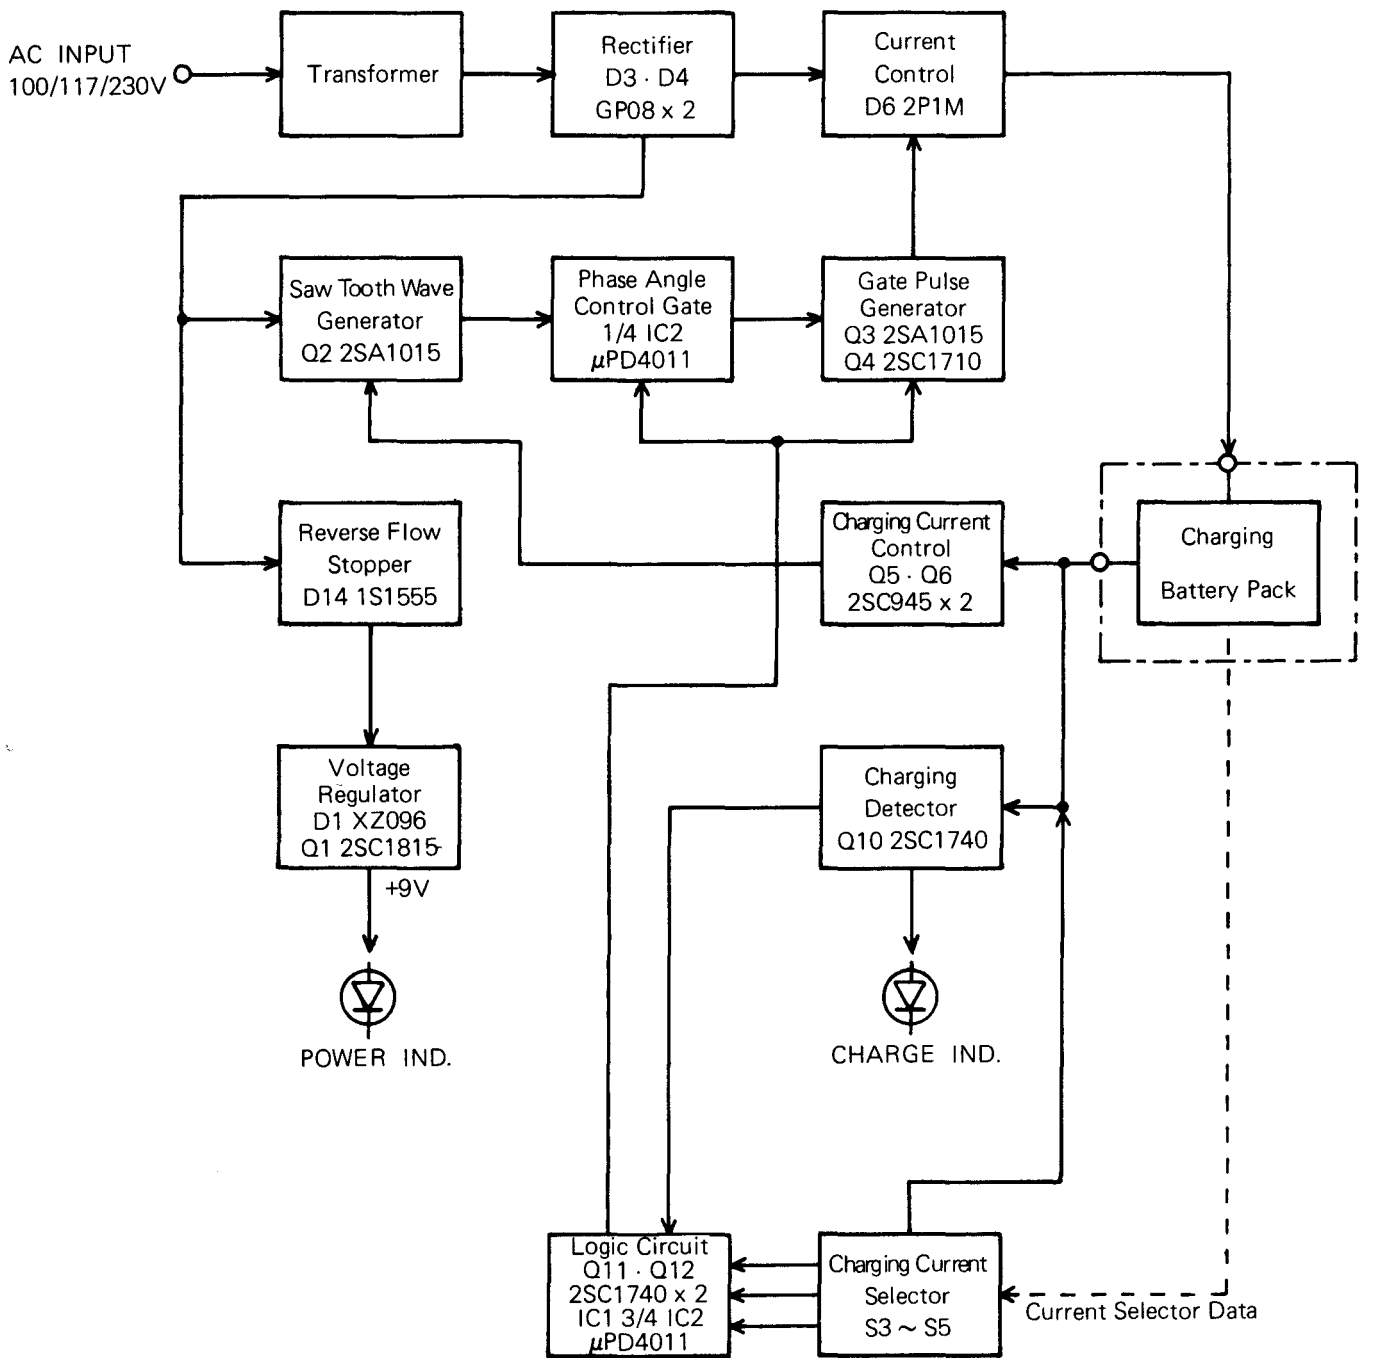 AC INPUT
100/117/230V
Transformer
Rectifier
D3 · D4
GP08 x 2
Current
Control
D6 2P1M
Saw Tooth Wave
Generator
Q2 2SA1015
Phase Angle
Control Gate
1/4 IC2
μPD4011
Gate Pulse
Generator
Q3 2SA1015
Q4 2SC1710
Reverse Flow
Stopper
D14 1S1555
Charging Current
Control
Q5 · Q6
2SC945 x 2
Charging
Battery Pack
Voltage
Regulator
D1 XZ096
Q1 2SC1815
+9V
POWER IND.
Charging
Detector
Q10 2SC1740
CHARGE IND.
Logic Circuit
Q11 · Q12
2SC1740 x 2
IC1 3/4 IC2
μPD4011
Charging Current
Selector
S3 ~ S5
Current Selector Data